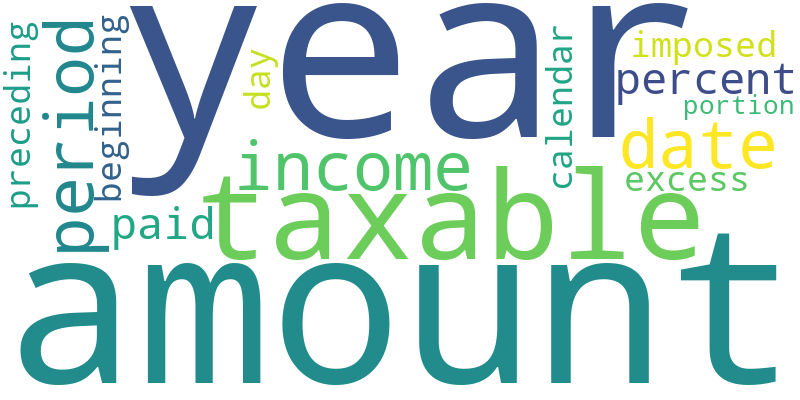 year
amount
taxable
period
date
income
percent
paid
beginning
preceding
day
calendar
imposed
portion
excess